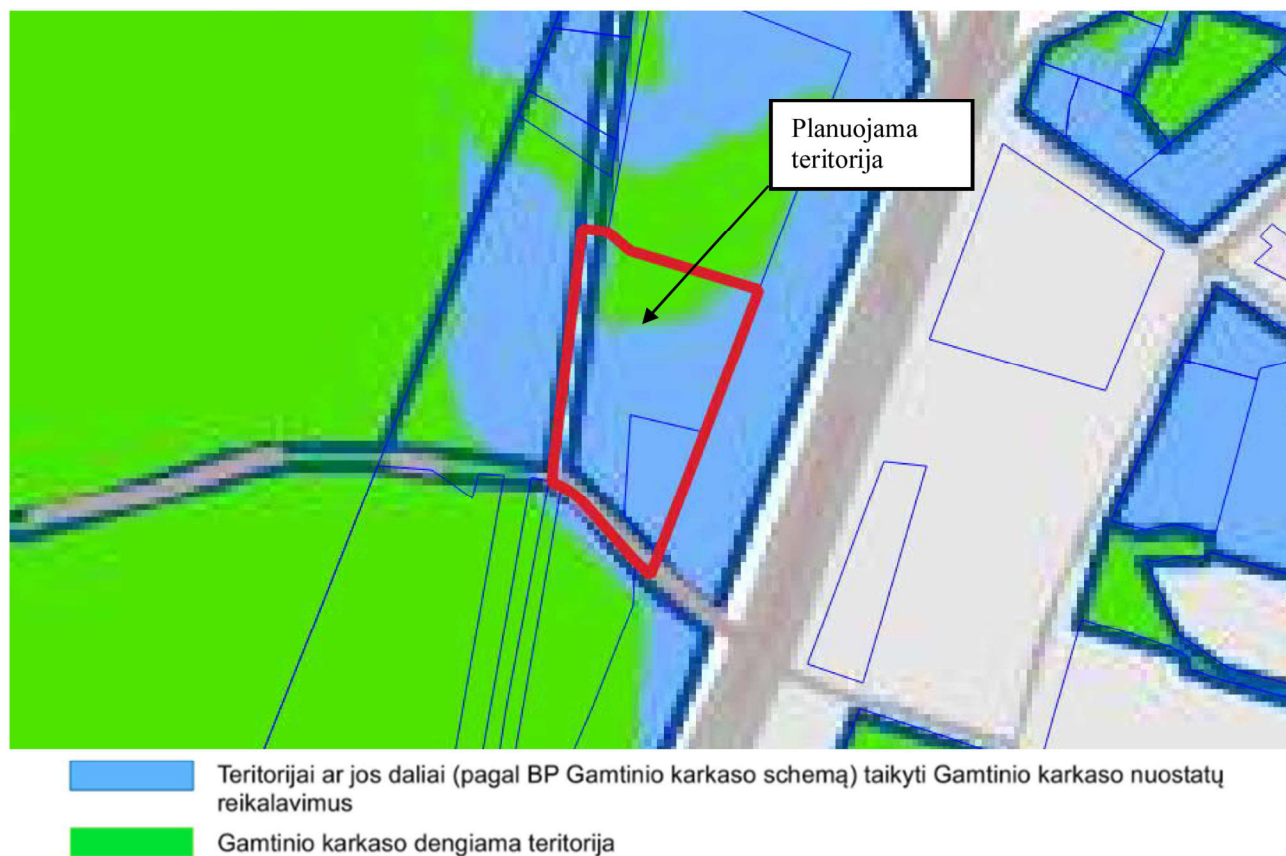 Planuojama
teritorija
Teritorijai ar jos daliai (pagal BP Gamtinio karkaso schemą) taikyti Gamtinio karkaso nuostatų
reikalavimus
Gamtinio karkaso dengiama teritorija